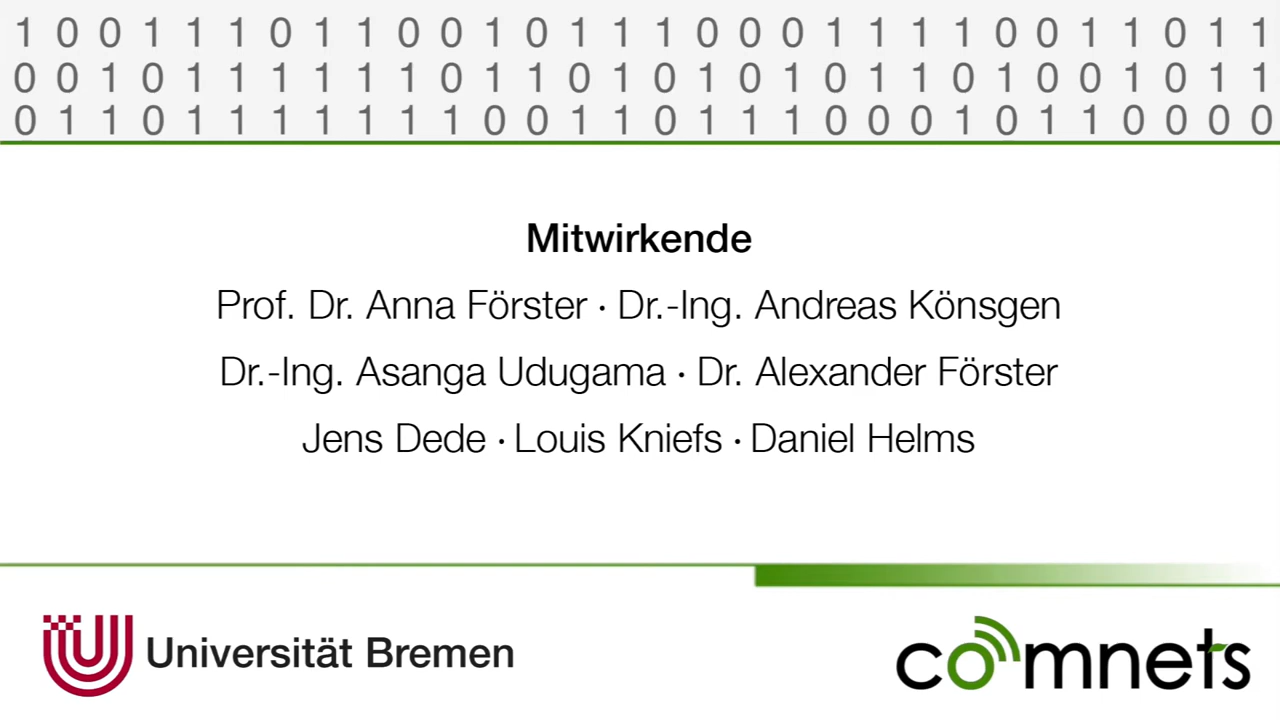 1 0 0 1 1 1 0 1 1 0 0 1 0 1 1 1 0 0 0 1 1 1 1 0 0 1 1 0 1 1
0 0 1 0 1 1 1 1 1 1 0 1 1 0 1 0 1 0 1 0 1 1 0 1 0 0 1 0 1 1
0 1 1 0 1 1 1 1 1 1 1 0 0 1 1 0 1 1 1 0 0 0 1 0 1 1 0 0 0 0
Mitwirkende
Prof. Dr. Anna Förster · Dr.-Ing. Andreas Könsgen
Dr.-Ing. Asanga Udugama · Dr. Alexander Förster
Jens Dede · Louis Kniefs · Daniel Helms
Universität Bremen
comnets